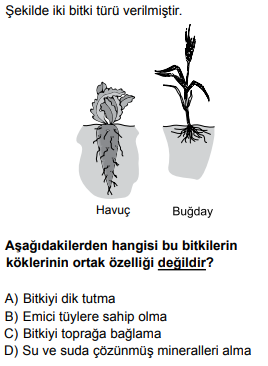 Şekilde iki bitki türü verilmiştir.
Havuç
Buğday
Aşağıdakilerden hangisi bu bitkilerin
köklerinin ortak özelliği değildir?
A) Bitkiyi dik tutma
B) Emici tüylere sahip olma
C) Bitkiyi toprağa bağlama
D) Su ve suda çözünmüş mineralleri alma